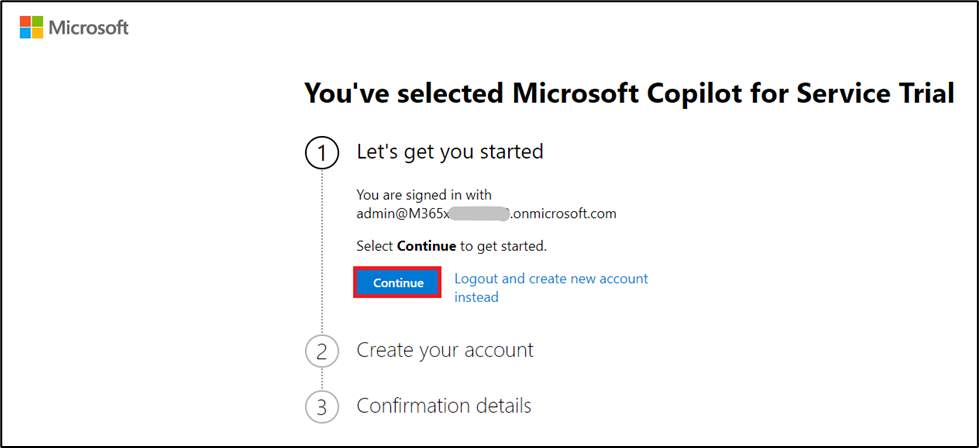 Microsoft
You've selected Microsoft Copilot for Service Trial
1 Let's get you started
You are signed in with
admin@M365x .onmicrosoft.com
Select Continue to get started.
Continue Logout and create new account
instead
2 Create your account
3 Confirmation details